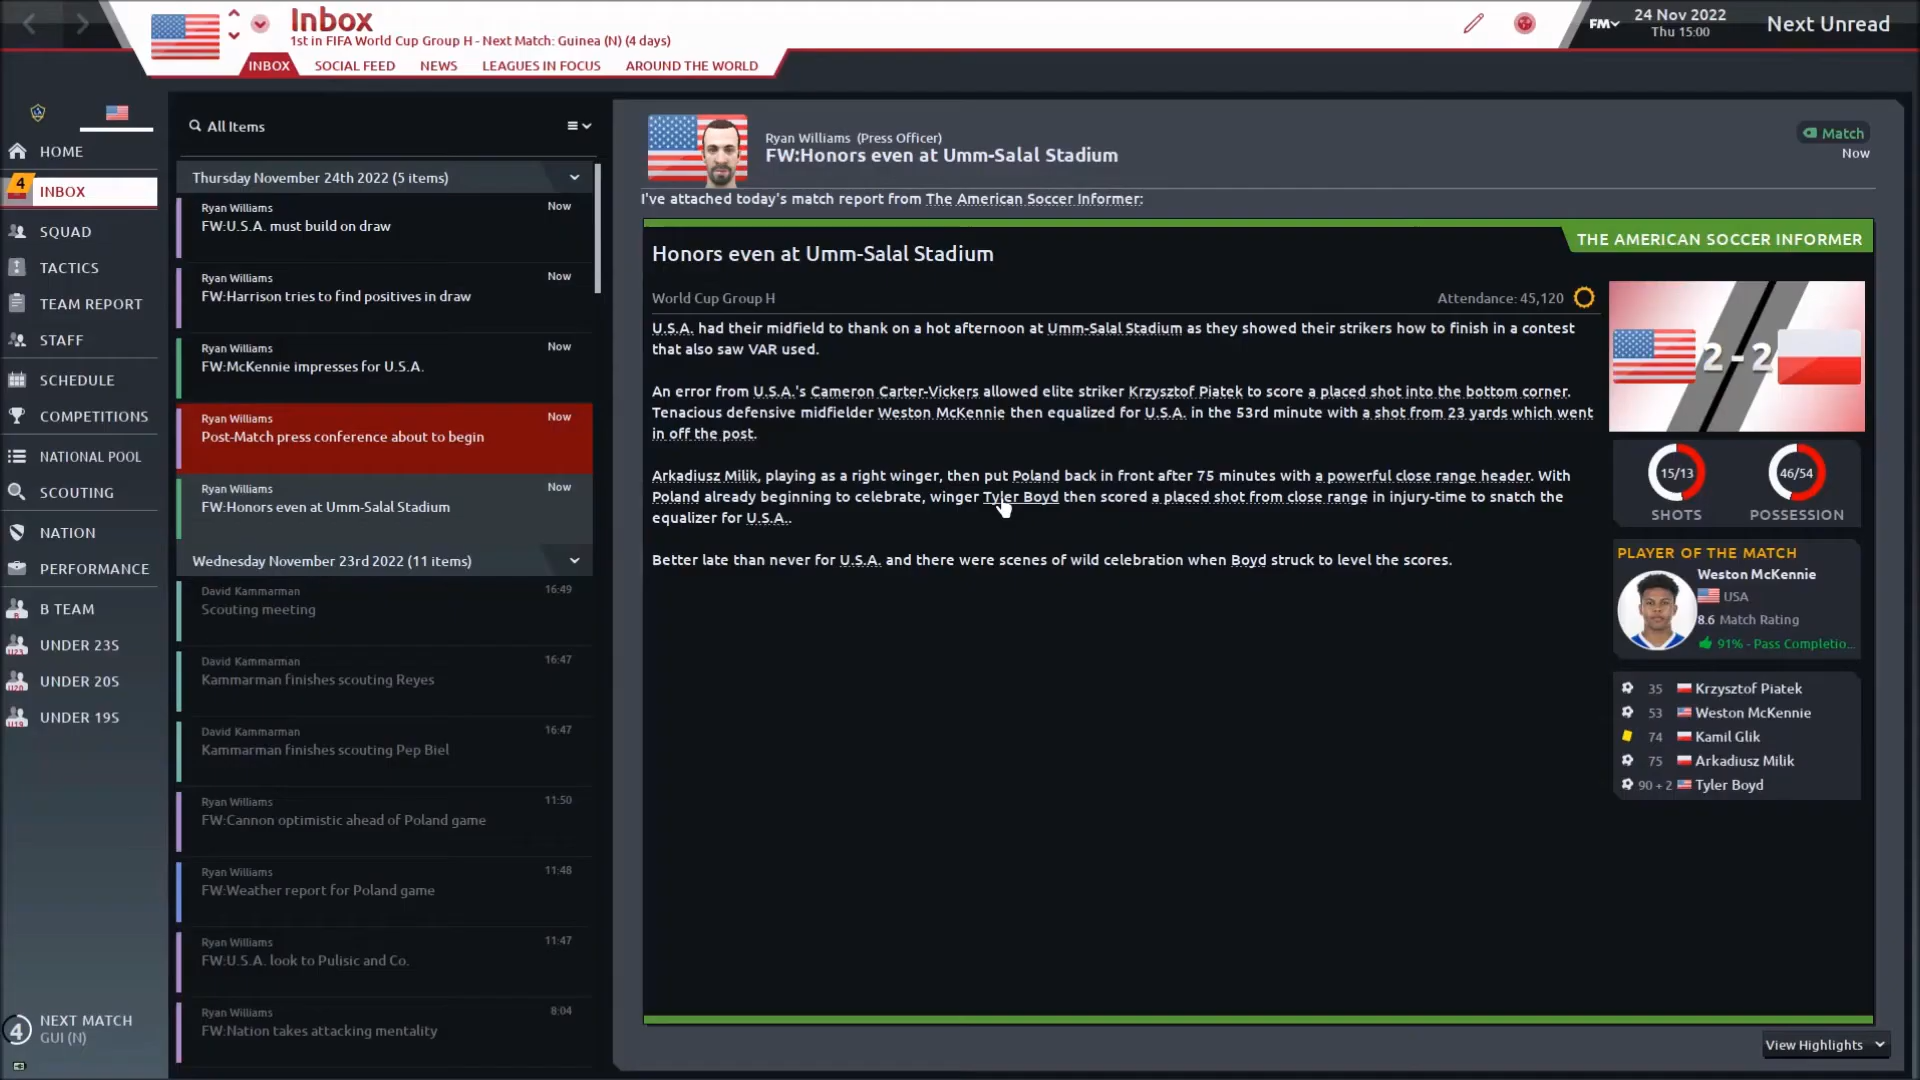 Inbox
1st in FIFA World Cup Group H - Next Match: Guinea (N) (4 days)
FM
24 Nov 2022
Thu 15:00
Next Unread
INBOX
SOCIAL FEED
NEWS
LEAGUES IN FOCUS
AROUND THE WORLD
HOME
4
INBOX
SQUAD
TACTICS
TEAM REPORT
STAFF
SCHEDULE
COMPETITIONS
NATIONAL POOL
SCOUTING
NATION
PERFORMANCE
B TEAM
UNDER 23S
UNDER 20S
UNDER 19S
4
NEXT MATCH
GUI (N)
All Items
Thursday November 24th 2022 (5 items)
Ryan Williams Now
FW:U.S.A. must build on draw
Ryan Williams Now
FW:Harrison tries to find positives in draw
Ryan Williams Now
FW:McKennie impresses for U.S.A.
Ryan Williams Now
Post-Match press conference about to begin
Ryan Williams Now
FW:Honors even at Umm-Salal Stadium
Wednesday November 23rd 2022 (11 items)
David Kammarman 16:49
Scouting meeting
David Kammarman 16:47
Kammarman finishes scouting Reyes
David Kammarman 16:47
Kammarman finishes scouting Pep Biel
Ryan Williams 11:50
FW:Cannon optimistic ahead of Poland game
Ryan Williams 11:48
FW:Weather report for Poland game
Ryan Williams 11:47
FW:U.S.A. look to Pulisic and Co.
Ryan Williams 8:04
FW:Nation takes attacking mentality
Ryan Williams (Press Officer)
FW:Honors even at Umm-Salal Stadium
Match
Now
I've attached today's match report from The American Soccer Informer:
THE AMERICAN SOCCER INFORMER
Honors even at Umm-Salal Stadium
World Cup Group H
Attendance: 45,120
U.S.A. had their midfield to thank on a hot afternoon at Umm-Salal Stadium as they showed their strikers how to finish in a contest
that also saw VAR used.
An error from U.S.A.'s Cameron Carter-Vickers allowed elite striker Krzysztof Piatek to score a placed shot into the bottom corner.
Tenacious defensive midfielder Weston McKennie then equalized for U.S.A. in the 53rd minute with a shot from 23 yards which went
in off the post.
Arkadiusz Milik, playing as a right winger, then put Poland back in front after 75 minutes with a powerful close range header. With
Poland already beginning to celebrate, winger Tyler Boyd then scored a placed shot from close range in injury-time to snatch the
equalizer for U.S.A..
Better late than never for U.S.A. and there were scenes of wild celebration when Boyd struck to level the scores.
2 - 2
15/13
SHOTS
46/54
POSSESSION
PLAYER OF THE MATCH
Weston McKennie
USA
8.6 Match Rating
91% - Pass Completio...
35 Krzysztof Piatek
53 Weston McKennie
74 Kamil Glik
75 Arkadiusz Milik
90 + 2 Tyler Boyd
View Highlights